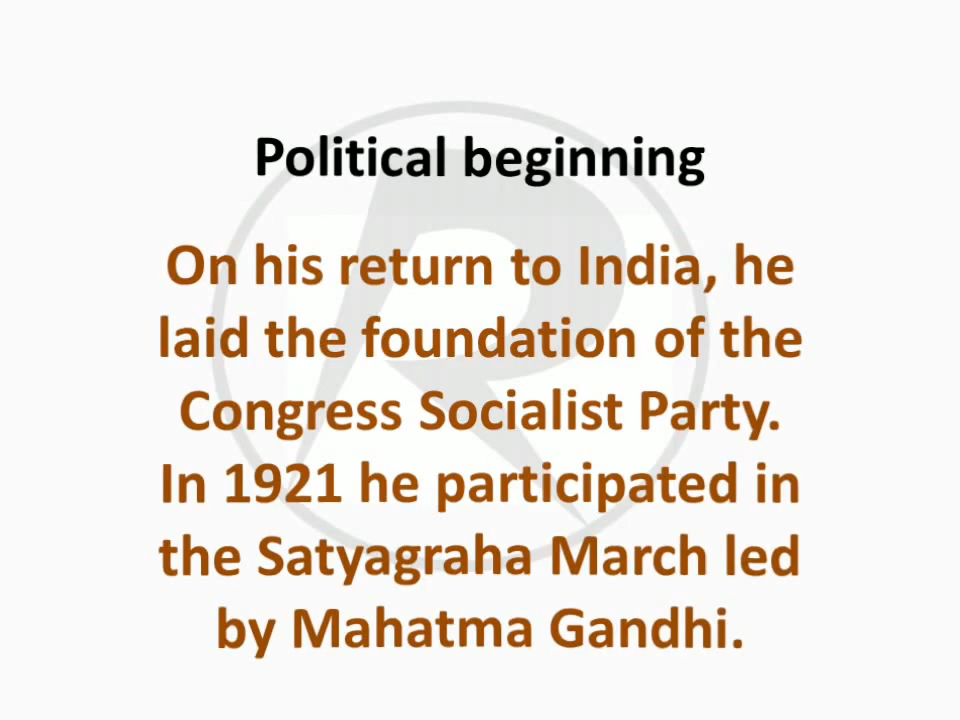 Political beginning
On his return to India, he
laid the foundation of the
Congress Socialist Party.
In 1921 he participated in
the Satyagraha March led
by Mahatma Gandhi.